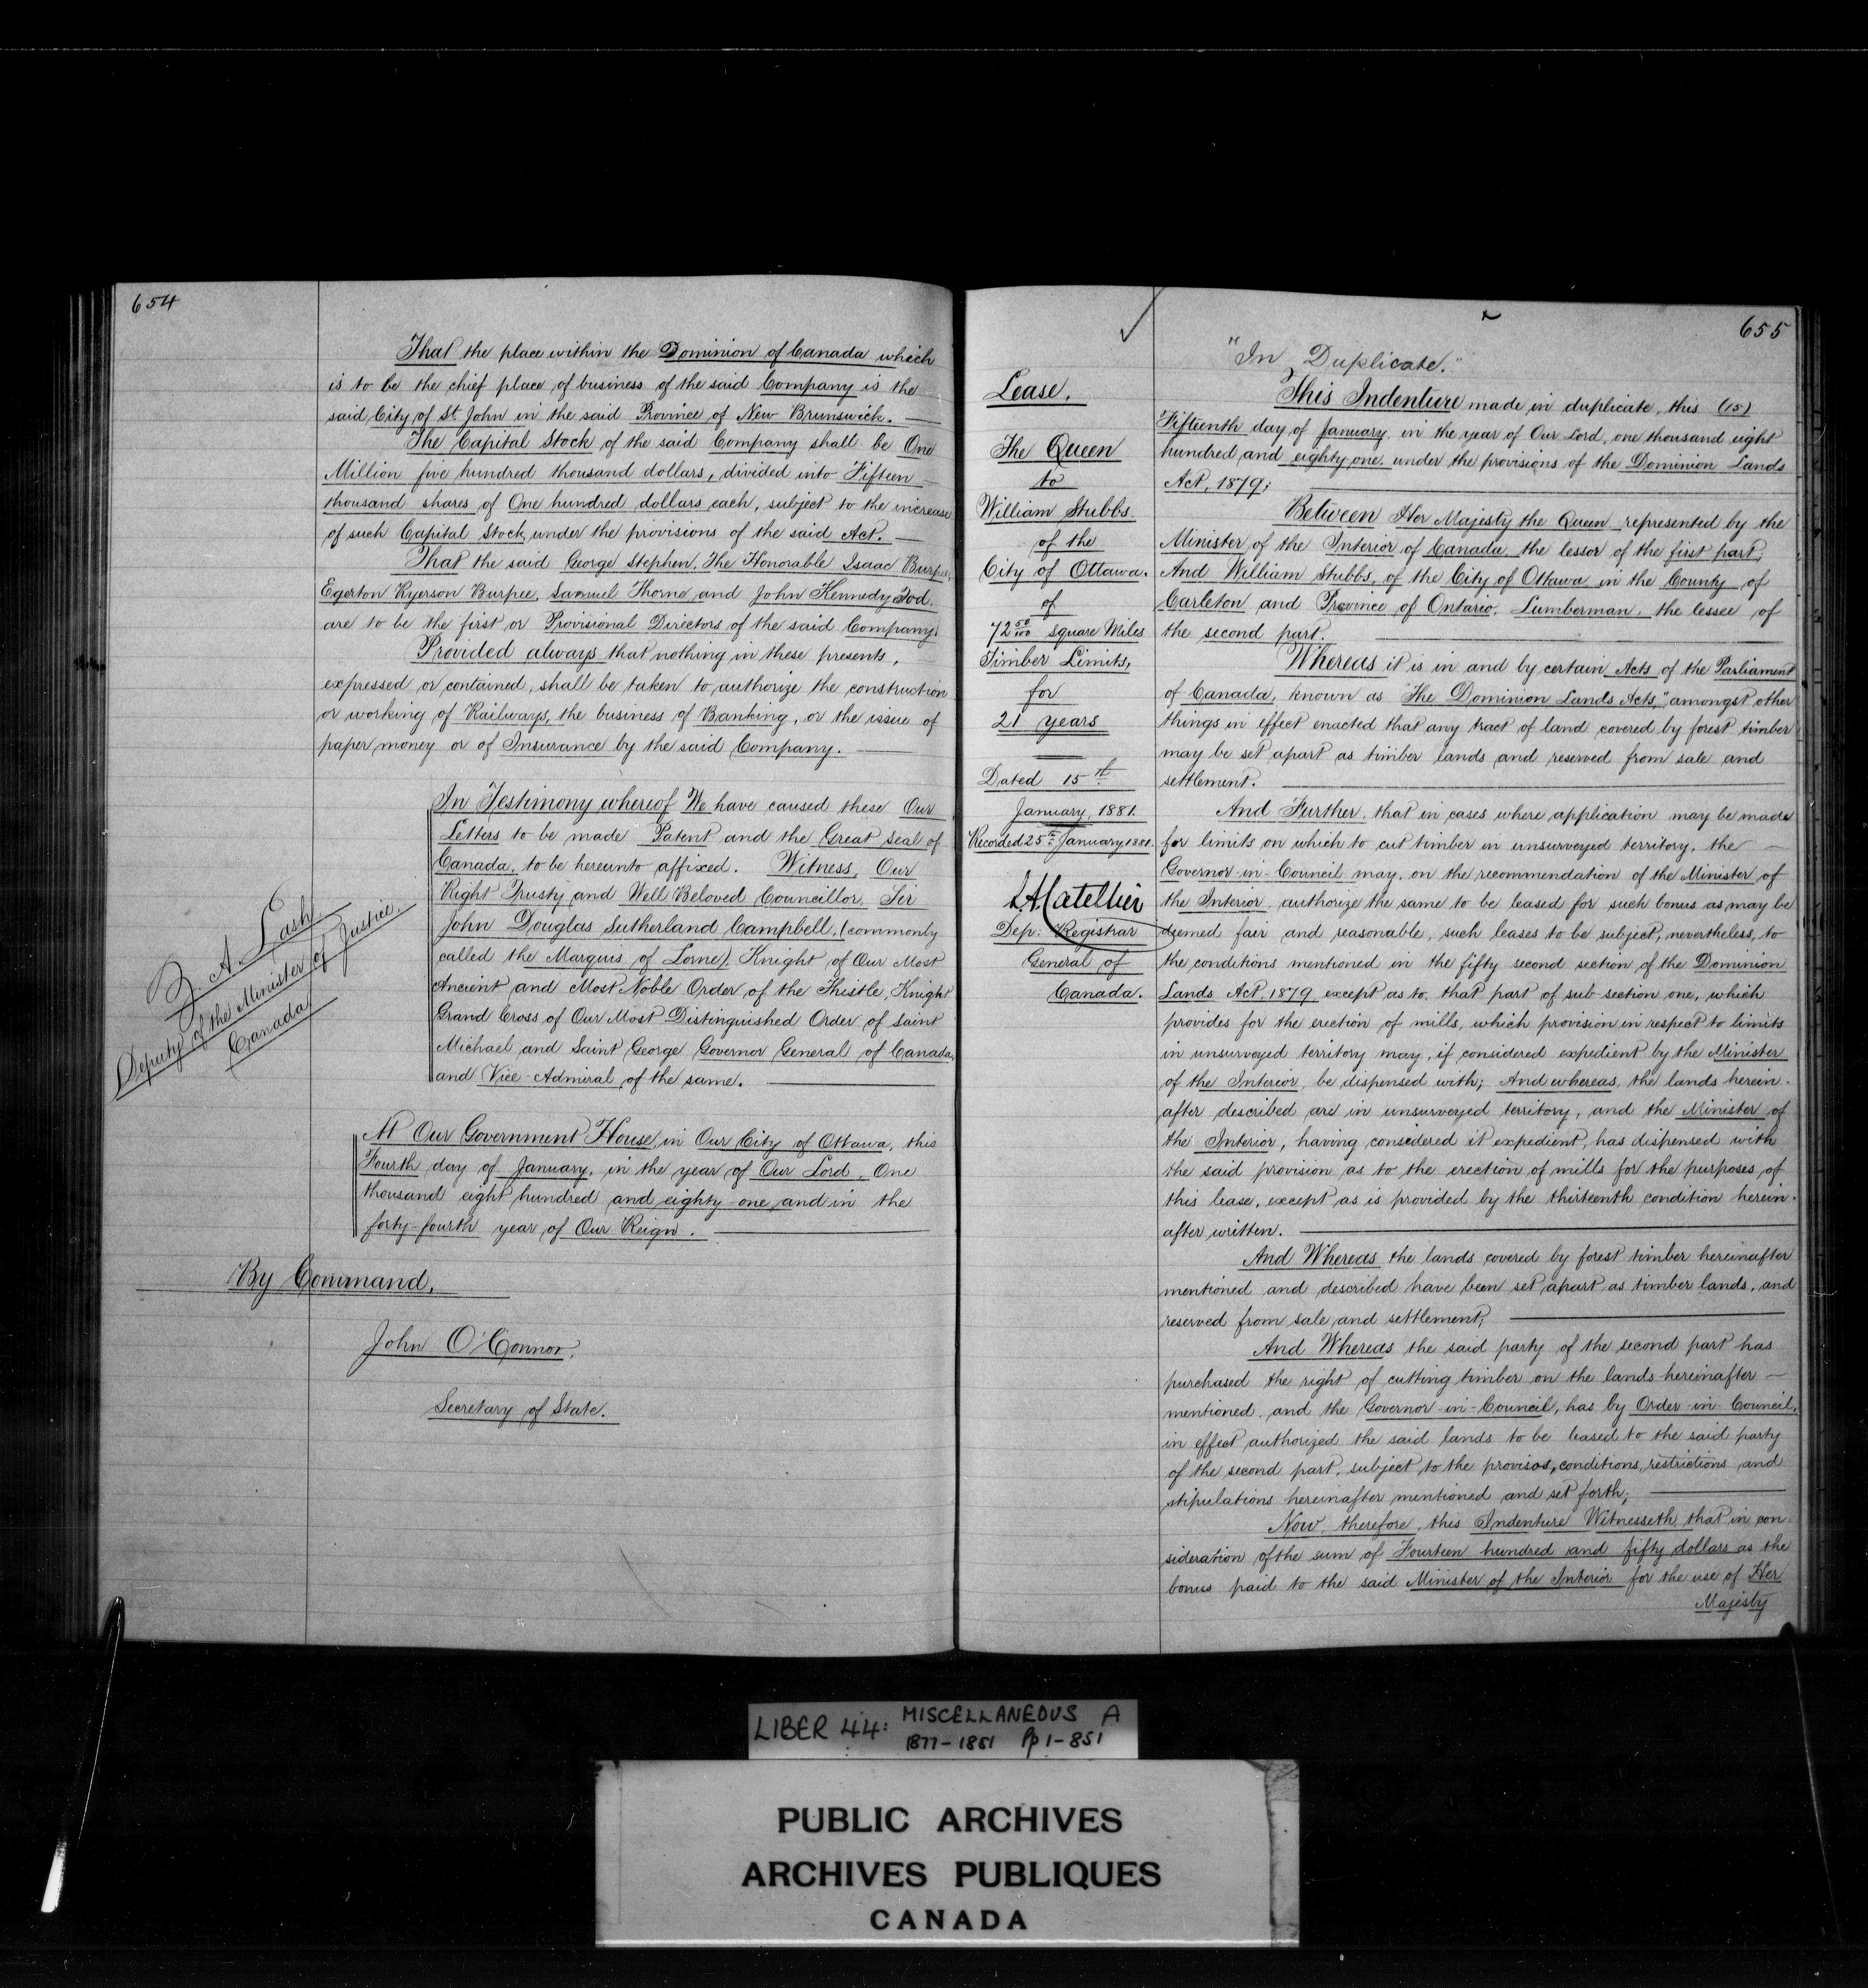 654
That the place within the Dominion of Canada which
is to be the chief place of business of the said Company is the
said City of St. John in the said Province of New Brunswick.
The Capital Stock of the said Company shall be One
Million five hundred thousand dollars, divided into Fifteen
thousand shares of One hundred dollars each, subject to the increase
of such Capital Stock, under the provisions of the said Act.
That the said George Stephen, The Honorable Isaac Burpee,
Egerton Ryerson Burpee, Samuel Thorne, and John Kennedy Tod.
are to be the first or Provisional Directors of the said Company.
Provided always that nothing in these presents,
expressed or contained, shall be taken to authorize the construction
or working of Railways, the business of Banking, or the issue of
paper money or of Insurance by the said Company.
In Testimony whereof We have caused these Our
Letters to be made Patent and the Great Seal of
Canada, to be hereunto affixed. Witness, Our
Right Trusty and Well Beloved Councillor, Sir
John Douglas Sutherland Campbell, (commonly
called the Marquis of Lorne), Knight of Our Most
Ancient and Most Noble Order of the Thistle, Knight
Grand Cross of Our Most Distinguished Order of Saint
Michael and Saint George Governor General of Canada,
and Vice-Admiral of the same.
Z. A. Lash
Deputy of the Minister of Justice
Canada
At Our Government House, in Our City of Ottawa, this
Fourth day of January, in the year of Our Lord, One
thousand eight hundred and eighty-one and in the
forty-fourth year of Our Reign.
By Command,
John O'Connor,
Secretary of State.
655
"In Duplicate."
Lease.
The Queen
to
William Stubbs.
of the
City of Ottawa.
of
72 50/100 square Miles
Timber Limits,
for
21 years
Dated 15th
January, 1881.
Recorded 25th January 1881.
L.A. Catellier
Dep. Registrar
General of
Canada.
This Indenture made in duplicate, this (15)
Fifteenth day of January, in the year of Our Lord, one thousand eight
hundred and eighty one, under the provisions of the Dominion Lands
Act, 1879;
Between Her Majesty the Queen, represented by the
Minister of the Interior of Canada, the lessor of the first part,
And William Stubbs, of the City of Ottawa in the County of
Carleton and Province of Ontario, Lumberman, the lessee of
the second part.
Whereas it is in and by certain Acts of the Parliament
of Canada, known as "The Dominion Lands Acts," amongst other
things in effect enacted that any tract of land covered by forest timber
may be set apart as timber lands and reserved from sale and
settlement.
And Further, that in cases where application may be made
for limits on which to cut timber in unsurveyed territory, the
Governor-in-Council may, on the recommendation of the Minister of
the Interior, authorize the same to be leased for such bonus as may be
deemed fair and reasonable, such leases to be subject, nevertheless, to
the conditions mentioned in the fifty second section of the Dominion
Lands Act, 1879 except as to that part of sub-section one, which
provides for the erection of mills, which provision in respect to limits
in unsurveyed territory may, if considered expedient by the Minister
of the Interior, be dispensed with; And whereas, the lands herein-
after described are in unsurveyed territory, and the Minister of
the Interior, having considered it expedient, has dispensed with
the said provision as to the erection of mills for the purposes of
this lease, except as is provided by the thirteenth condition herein-
after written.
And Whereas the lands covered by forest timber hereinafter
mentioned and described have been set apart as timber lands, and
reserved from sale and settlement;
And Whereas the said party of the second part has
purchased the right of cutting timber on the lands hereinafter
mentioned, and the Governor-in-Council, has by Order-in-Council,
in effect authorized the said lands to be leased to the said party
of the second part, subject to the provisos, conditions, restrictions and
stipulations hereinafter mentioned and set forth;
Now, therefore, this Indenture Witnesseth, that in con-
sideration of the sum of Fourteen hundred and fifty dollars as the
bonus paid to the said Minister of the Interior for the use of Her
Majesty
LIBER 44: MISCELLANEOUS A
1877-1881 Pp 1-851
PUBLIC ARCHIVES
ARCHIVES PUBLIQUES
CANADA